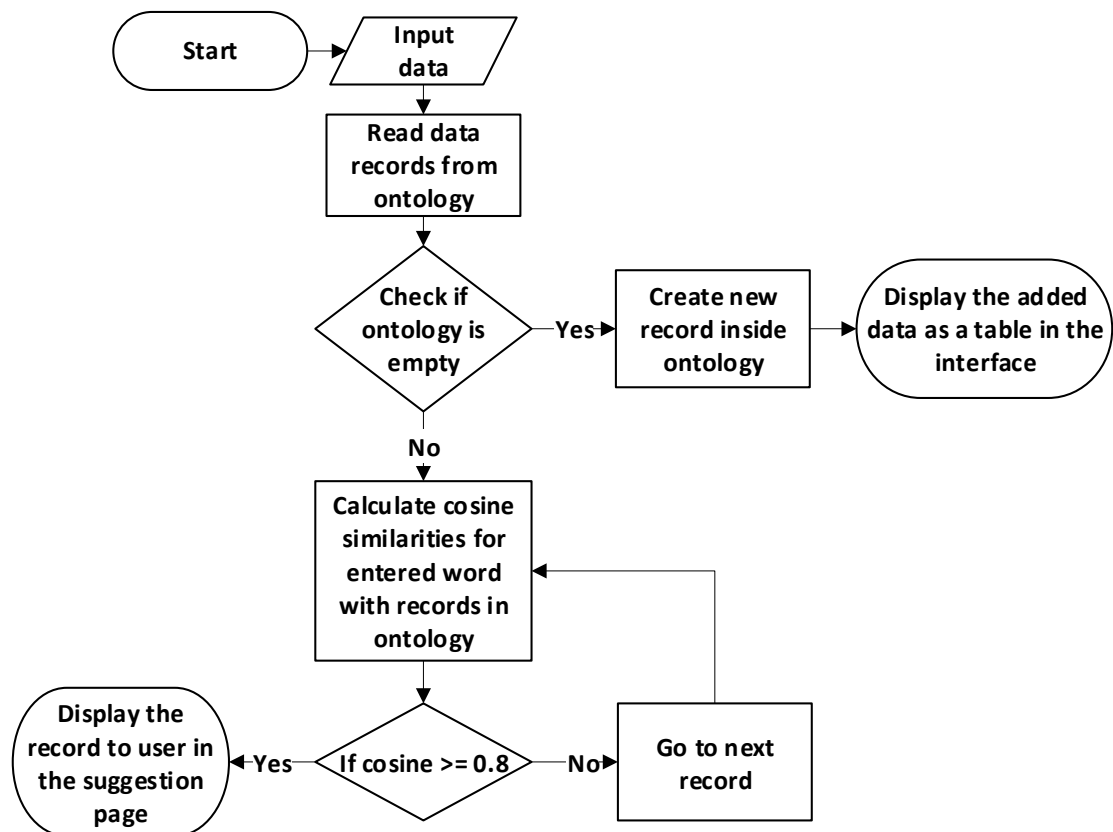 Start
Input
data
Read data
records from
ontology
Check if
ontology is
empty
Yes
Create new
record inside
ontology
Display the added
data as a table in the
interface
No
Calculate cosine
similarities for
entered word
with records in
ontology
If cosine >= 0.8
Yes
Display the
record to user in
the suggestion
page
No
Go to next
record